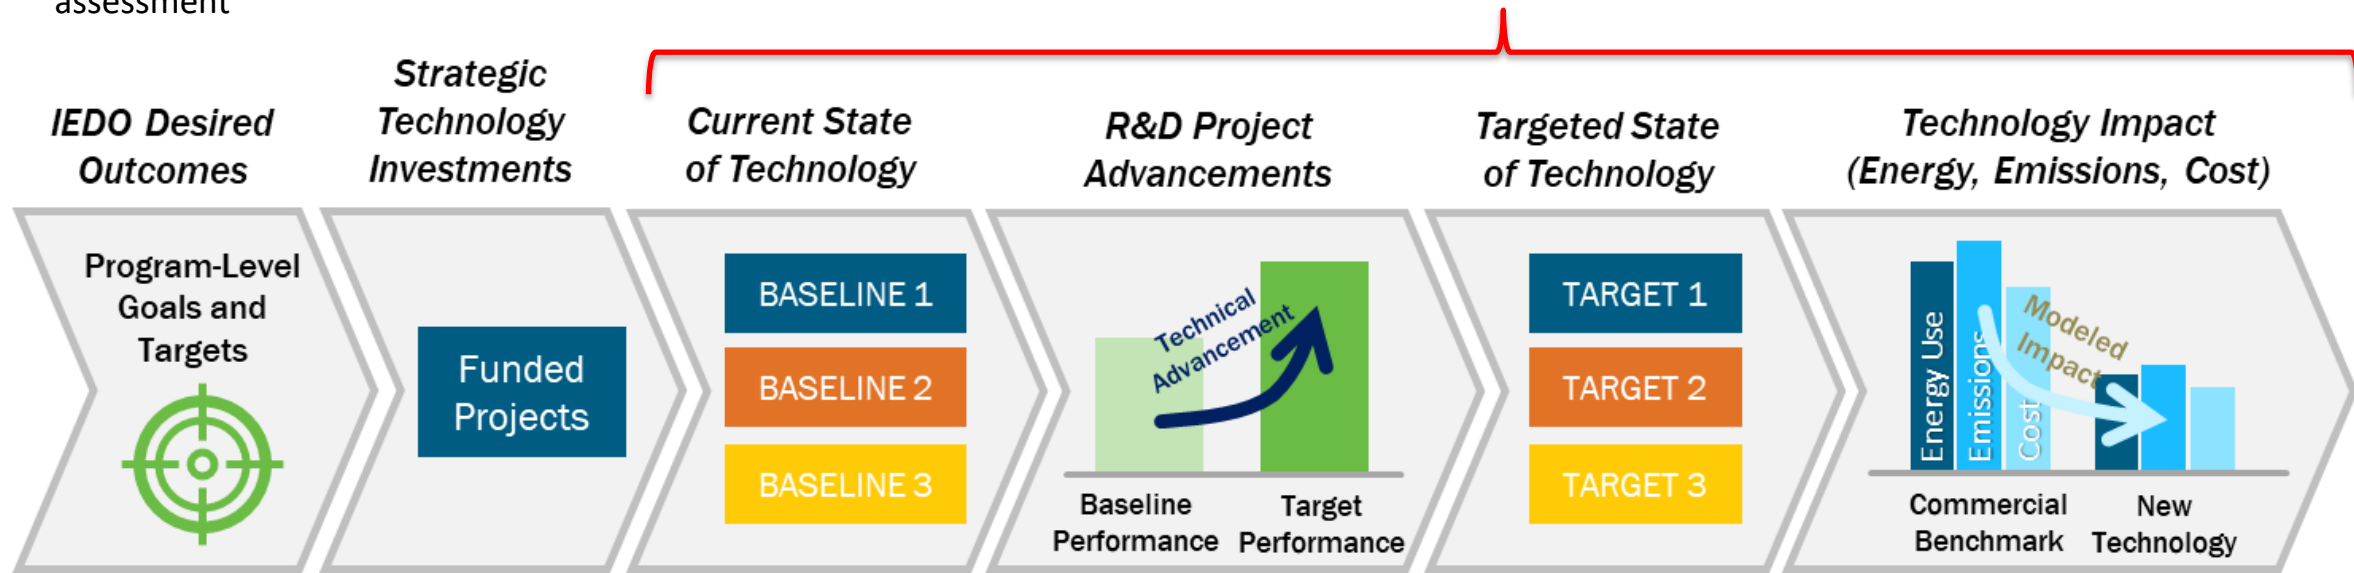 assessment
IEDO Desired
Outcomes
Strategic
Technology
Investments
Current State
of Technology
R&D Project
Advancements
Targeted State
of Technology
Technology Impact
(Energy, Emissions, Cost)
Program-Level
Goals and
Targets
Funded
Projects
BASELINE 1
BASELINE 2
BASELINE 3
Technical
Advancement
Baseline
Performance
Target
Performance
TARGET 1
TARGET 2
TARGET 3
Energy Use
Emissions
Cost
Modeled
Impact
Commercial
Benchmark
New
Technology